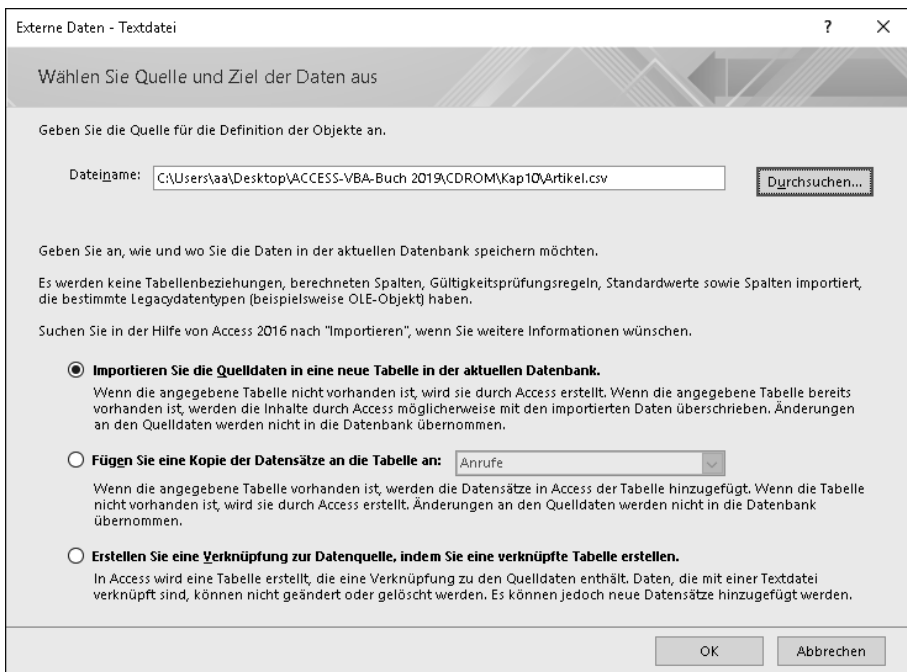 Externe Daten - Textdatei
?
Wählen Sie Quelle und Ziel der Daten aus
Geben Sie die Quelle für die Definition der Objekte an.
Dateiname: C:\Users\aa\Desktop\ACCESS-VBA-Buch 2019\CDROM\Kap10\Artikel.csv Durchsuchen...
Geben Sie an, wie und wo Sie die Daten in der aktuellen Datenbank speichern möchten.
Es werden keine Tabellenbeziehungen, berechneten Spalten, Gültigkeitsprüfungsregeln, Standardwerte sowie Spalten importiert,
die bestimmte Legacydatentypen (beispielsweise OLE-Objekt) haben.
Suchen Sie in der Hilfe von Access 2016 nach "Importieren", wenn Sie weitere Informationen wünschen.
Importieren Sie die Quelldaten in eine neue Tabelle in der aktuellen Datenbank.
Wenn die angegebene Tabelle nicht vorhanden ist, wird sie durch Access erstellt. Wenn die angegebene Tabelle bereits
vorhanden ist, werden die Inhalte durch Access möglicherweise mit den importierten Daten überschrieben. Änderungen
an den Quelldaten werden nicht in die Datenbank übernommen.
Fügen Sie eine Kopie der Datensätze an die Tabelle an: Anrufe
Wenn die angegebene Tabelle vorhanden ist, werden die Datensätze in Access der Tabelle hinzugefügt. Wenn die Tabelle
nicht vorhanden ist, wird sie durch Access erstellt. Änderungen an den Quelldaten werden nicht in die Datenbank
übernommen.
Erstellen Sie eine Verknüpfung zur Datenquelle, indem Sie eine verknüpfte Tabelle erstellen.
In Access wird eine Tabelle erstellt, die eine Verknüpfung zu den Quelldaten enthält. Daten, die mit einer Textdatei
verknüpft sind, können nicht geändert oder gelöscht werden. Es können jedoch neue Datensätze hinzugefügt werden.
OK Abbrechen